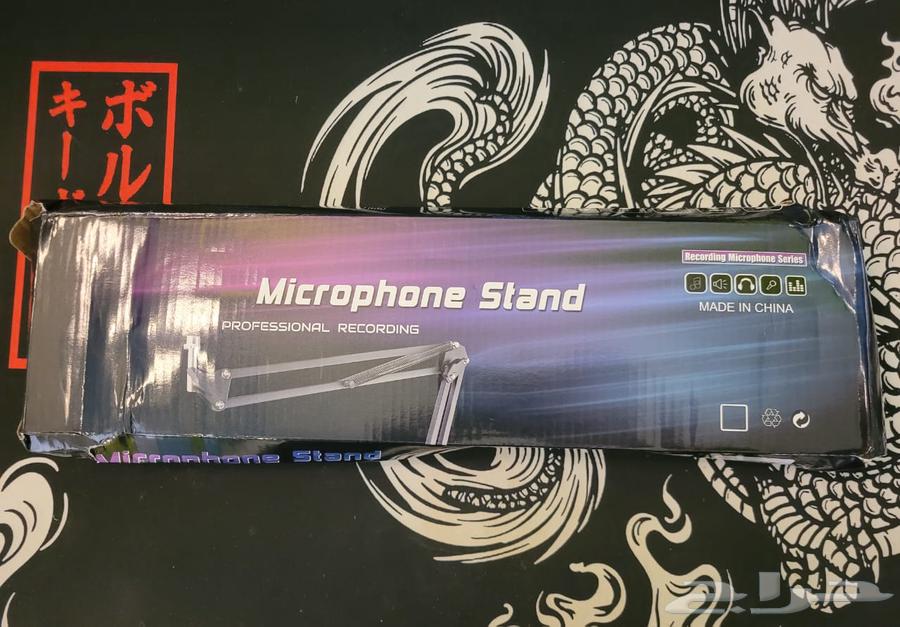 ボル
キー
Recording Microphone Series
Microphone Stand
MADE IN CHINA
PROFESSIONAL RECORDING
Microphone Stand
حراج